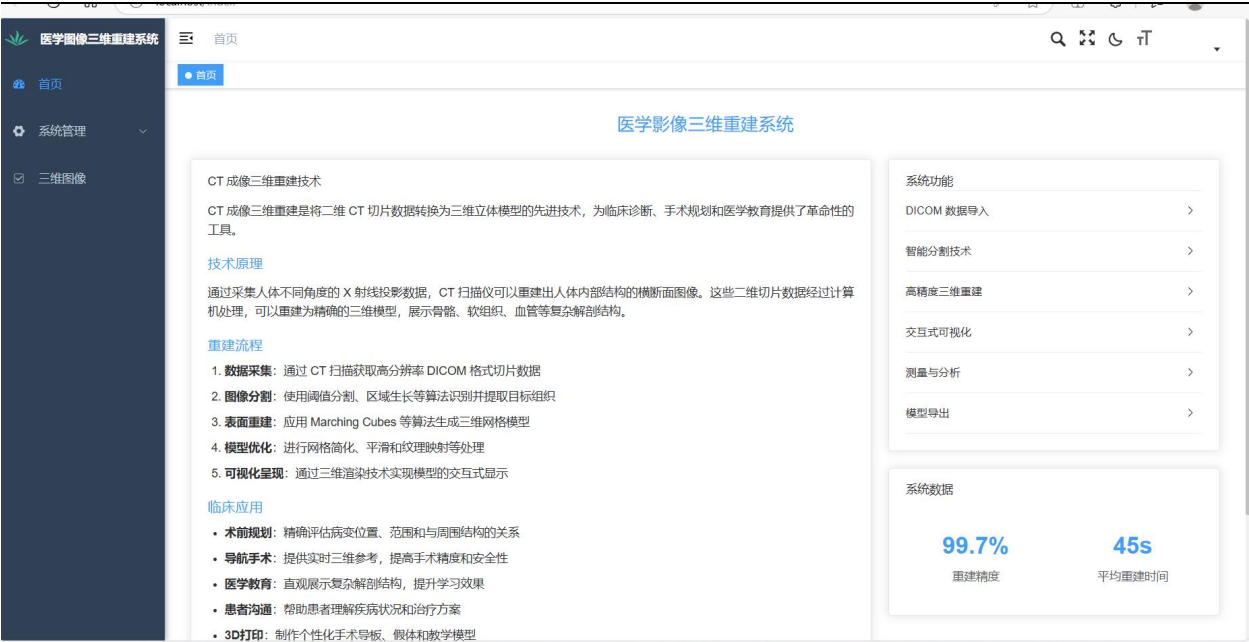 医学图像三维重建系统
首页
系统管理
三维图像
首页
首页
医学影像三维重建系统
CT 成像三维重建技术
CT 成像三维重建是将二维 CT 切片数据转换为三维立体模型的先进技术，为临床诊断、手术规划和医学教育提供了革命性的
工具。
技术原理
通过采集人体不同角度的 X 射线投影数据，CT 扫描仪可以重建出人体内部结构的横断面图像。这些二维切片数据经过计算
机处理，可以重建为精确的三维模型，展示骨骼、软组织、血管等复杂解剖结构。
重建流程
1. 数据采集：通过 CT 扫描获取高分辨率 DICOM 格式切片数据
2. 图像分割：使用阈值分割、区域生长等算法识别并提取目标组织
3. 表面重建：应用 Marching Cubes 等算法生成三维网格模型
4. 模型优化：进行网格简化、平滑和纹理映射等处理
5. 可视化呈现：通过三维渲染技术实现模型的交互式显示
临床应用
• 术前规划：精确评估病变位置、范围和与周围结构的关系
• 导航手术：提供实时三维参考，提高手术精度和安全性
• 医学教育：直观展示复杂解剖结构，提升学习效果
• 患者沟通：帮助患者理解疾病状况和治疗方案
• 3D打印：制作个性化手术导板、假体和教学模型
系统功能
DICOM 数据导入
智能分割技术
高精度三维重建
交互式可视化
测量与分析
模型导出
系统数据
99.7% 45s
重建精度 平均重建时间